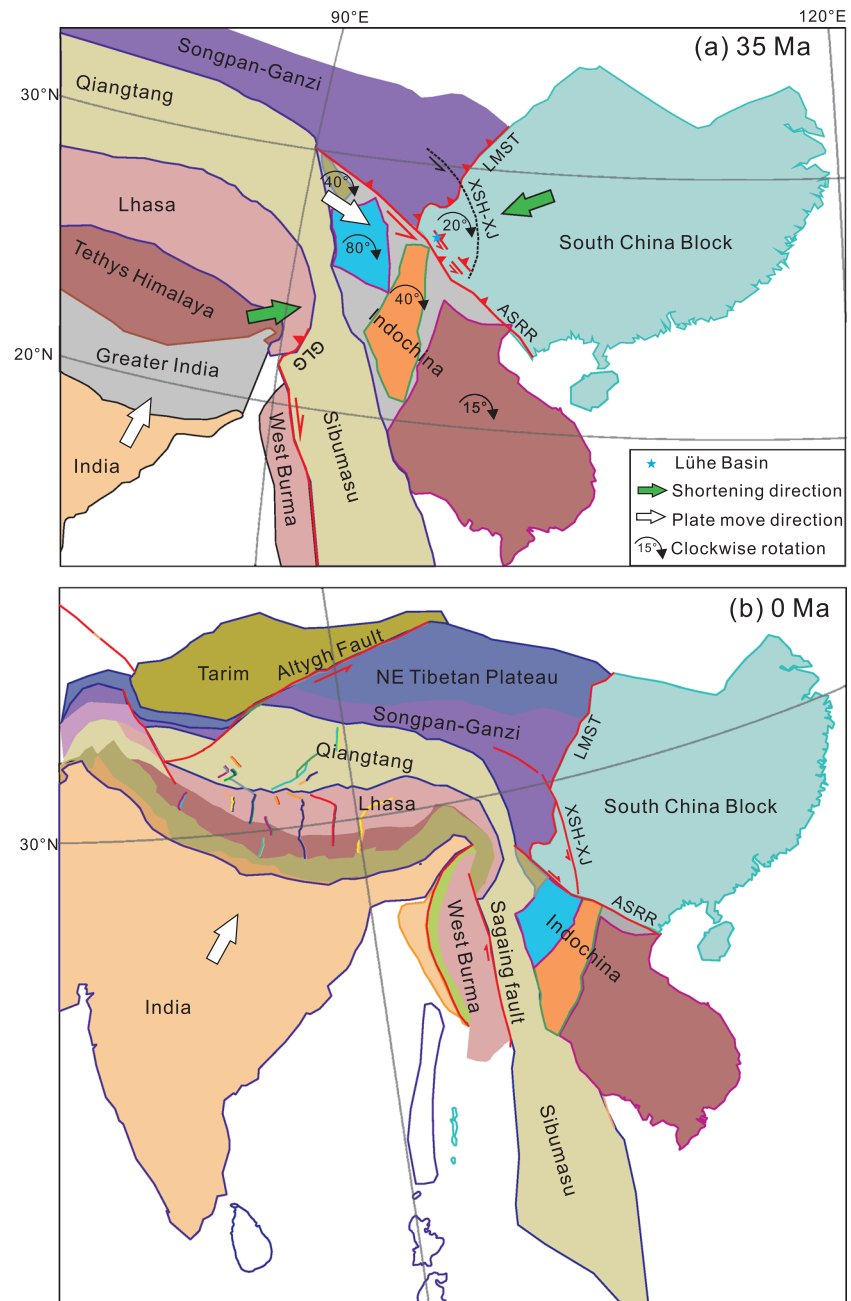 90°E
120°E
(a) 35 Ma
Songpan-Ganzi
Qiangtang
30°N
LMST
40°
XSH-XJ
Lhasa
20°
South China Block
80°
Tethys Himalaya
40°
Indochina
ASRR
20°N
Greater India
GLG
15°
India
West Burma
Sibumasu
Lühe Basin
Shortening direction
Plate move direction
15° Clockwise rotation
(b) 0 Ma
Tarim
Altygh Fault
NE Tibetan Plateau
Songpan-Ganzi
LMST
Qiangtang
Lhasa
South China Block
XSH-XJ
30°N
ASRR
West Burma
Sagaing fault
Indochina
India
Sibumasu